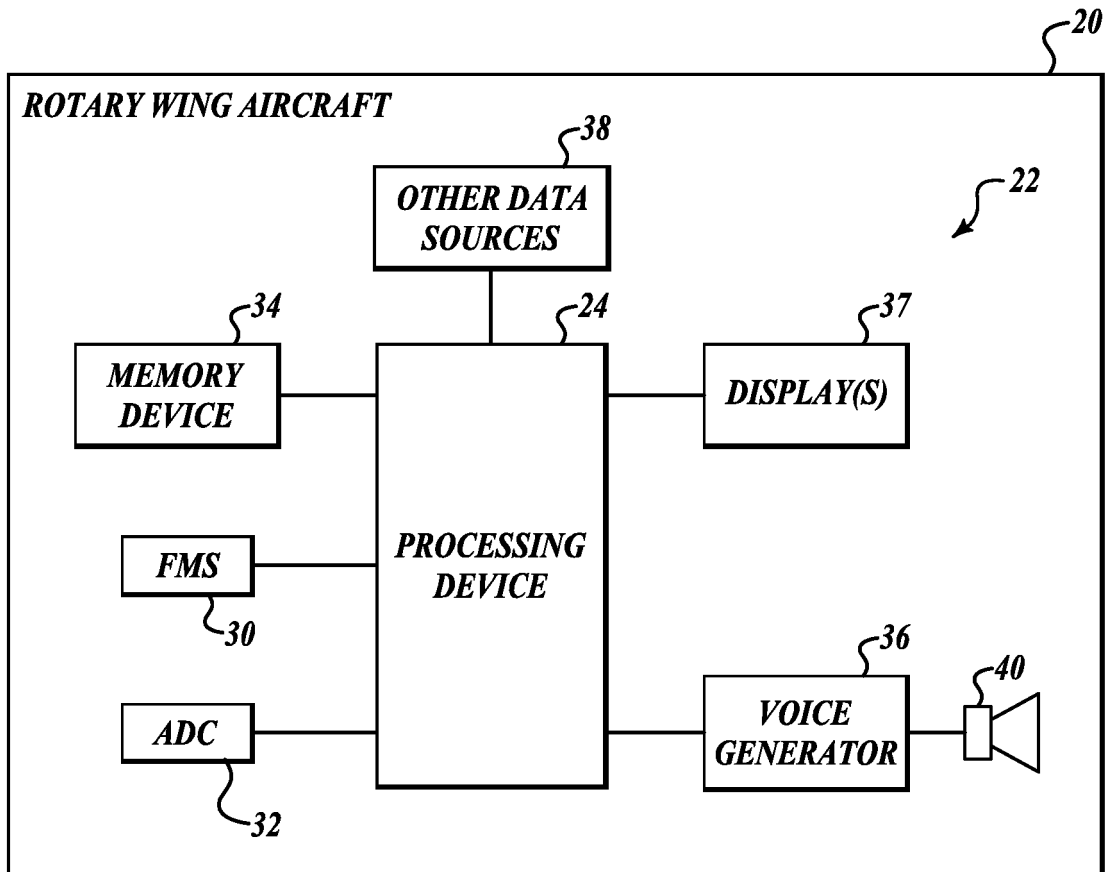 20
ROTARY WING AIRCRAFT
38
OTHER DATA
SOURCES
22
34
24
37
MEMORY
DEVICE
DISPLAY(S)
PROCESSING
DEVICE
FMS
30
36
40
ADC
VOICE
GENERATOR
32